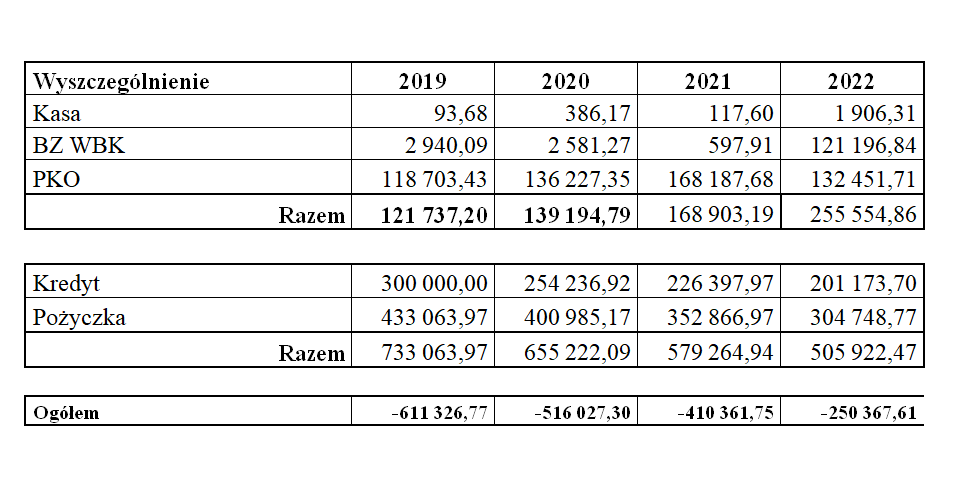 Wyszczególnienie 2019 2020 2021 2022
Kasa 93,68 386,17 117,60 1 906,31
BZ WBK 2 940,09 2 581,27 597,91 121 196,84
PKO 118 703,43 136 227,35 168 187,68 132 451,71
Razem 121 737,20 139 194,79 168 903,19 255 554,86
Kredyt 300 000,00 254 236,92 226 397,97 201 173,70
Pożyczka 433 063,97 400 985,17 352 866,97 304 748,77
Razem 733 063,97 655 222,09 579 264,94 505 922,47
Ogółem -611 326,77 -516 027,30 -410 361,75 -250 367,61